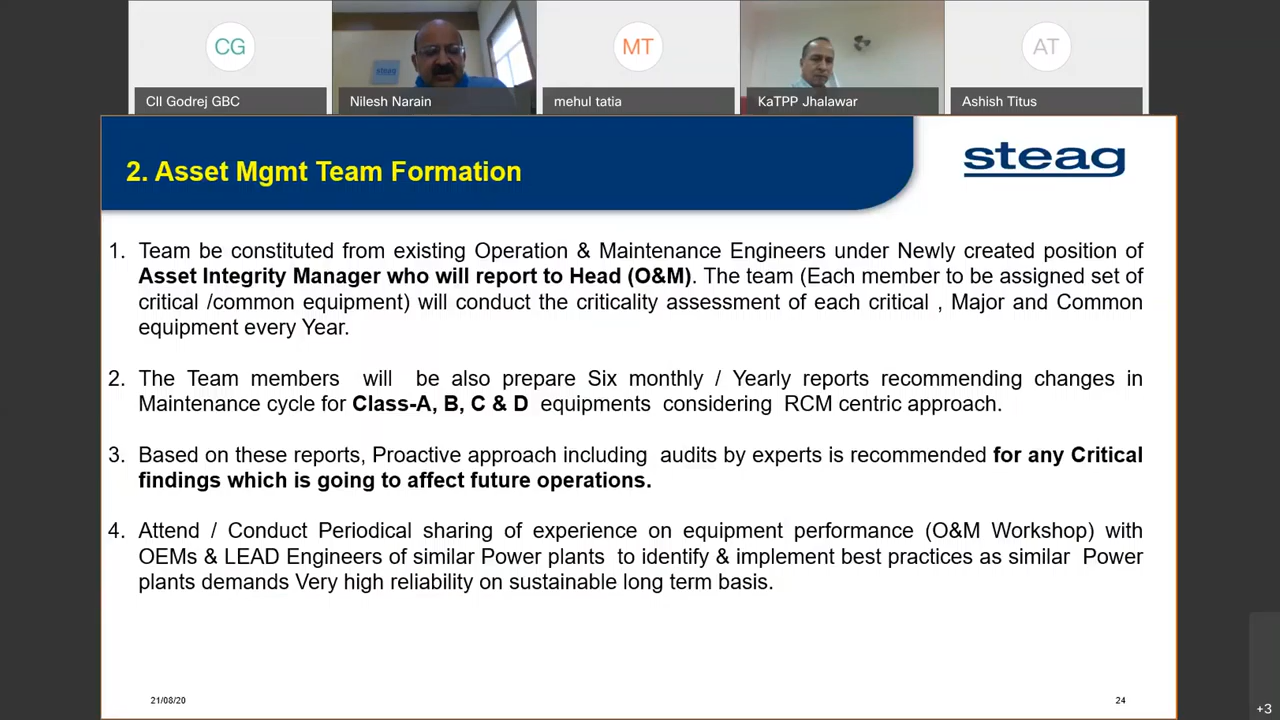 CG
MT
AT
steag
CII Godrej GBC
Nilesh Narain
mehul tatia
KaTPP Jhalawar
Ashish Titus
2. Asset Mgmt Team Formation
steag
1. Team be constituted from existing Operation & Maintenance Engineers under Newly created position of
Asset Integrity Manager who will report to Head (O&M). The team (Each member to be assigned set of
critical /common equipment) will conduct the criticality assessment of each critical , Major and Common
equipment every Year.
2. The Team members will be also prepare Six monthly / Yearly reports recommending changes in
Maintenance cycle for Class-A, B, C & D equipments considering RCM centric approach.
3. Based on these reports, Proactive approach including audits by experts is recommended for any Critical
findings which is going to affect future operations.
4. Attend / Conduct Periodical sharing of experience on equipment performance (O&M Workshop) with
OEMs & LEAD Engineers of similar Power plants to identify & implement best practices as similar Power
plants demands Very high reliability on sustainable long term basis.
21/08/20
24
+3